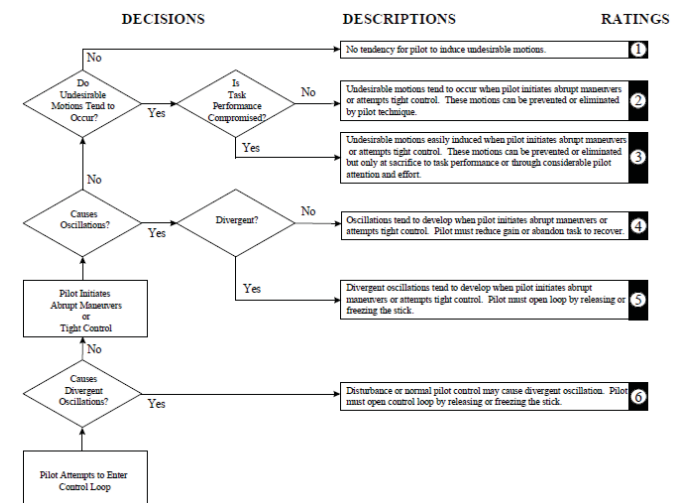 DECISIONS
DESCRIPTIONS
RATINGS
No
No tendency for pilot to induce undesirable motions.
1
Do
Undesirable
Motions Tend to
Occur?
Yes
Is
Task
Performance
Compromised?
No
Undesirable motions tend to occur when pilot initiates abrupt maneuvers
or attempts tight control. These motions can be prevented or eliminated
by pilot technique.
2
Yes
Undesirable motions easily induced when pilot initiates abrupt maneuvers
or attempts tight control. These motions can be prevented or eliminated
but only at sacrifice to task performance or through considerable pilot
attention and effort.
3
No
Causes
Oscillations?
Yes
Divergent?
No
Oscillations tend to develop when pilot initiates abrupt maneuvers or
attempts tight control. Pilot must reduce gain or abandon task to recover.
4
Yes
Divergent oscillations tend to develop when pilot initiates abrupt
maneuvers or attempts tight control. Pilot must open loop by releasing or
freezing the stick.
5
Pilot Initiates
Abrupt Maneuvers
or
Tight Control
No
Causes
Divergent
Oscillations?
Yes
Disturbance or normal pilot control may cause divergent oscillation. Pilot
must open control loop by releasing or freezing the stick.
6
Pilot Attempts to Enter
Control Loop